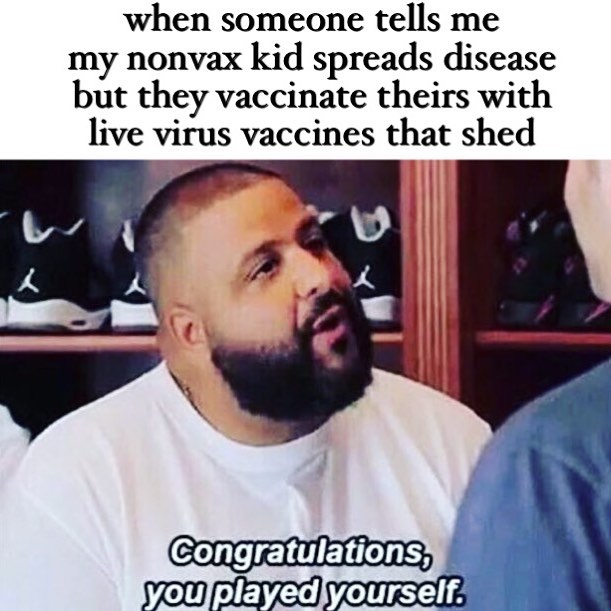 when someone tells me
my nonvax kid spreads disease
but they vaccinate theirs with
live virus vaccines that shed
Congratulations,
you played yourself.